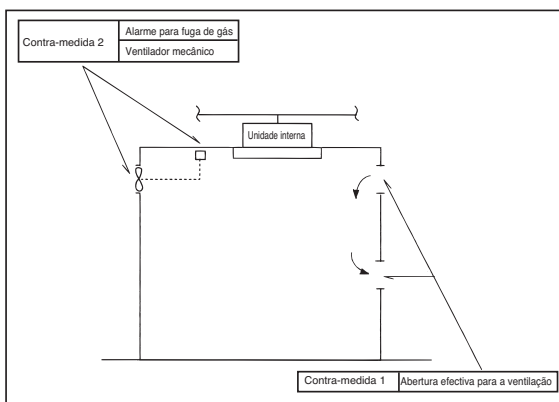 Contra-medida 2
Alarme para fuga de gás
Ventilador mecânico
Unidade interna
Contra-medida 1
Abertura efectiva para a ventilação